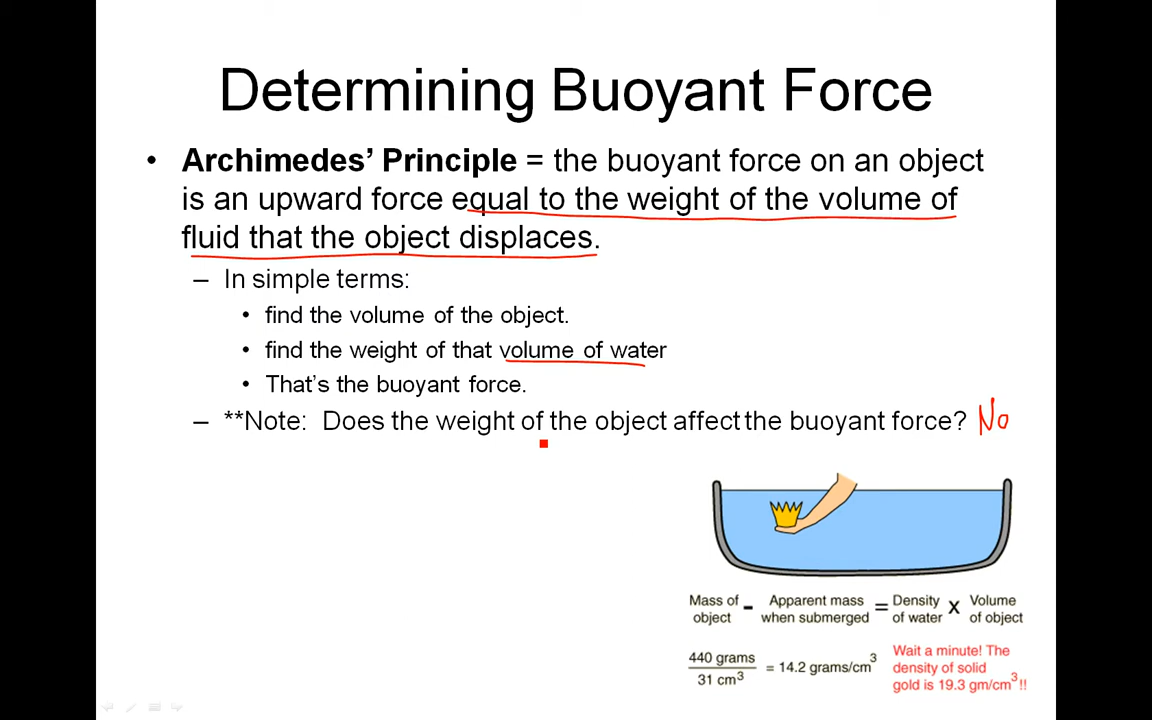 Determining Buoyant Force
• Archimedes’ Principle = the buoyant force on an object
is an upward force equal to the weight of the volume of
fluid that the object displaces.
– In simple terms:
• find the volume of the object.
• find the weight of that volume of water
• That’s the buoyant force.
– **Note: Does the weight of the object affect the buoyant force? No
Mass of object - Apparent mass when submerged = Density of water x Volume of object
440 grams / 31 cm³ = 14.2 grams/cm³
Wait a minute! The
density of solid
gold is 19.3 gm/cm³!!